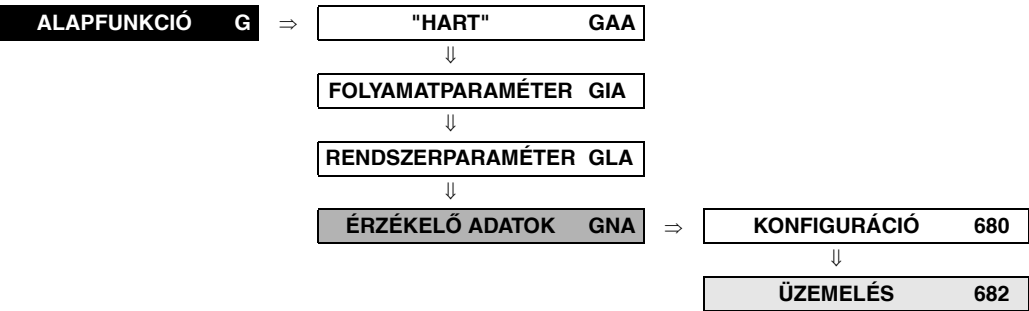 ALAPFUNKCIÓ G ⇒ "HART" GAA
⇓
FOLYAMATPARAMÉTER GIA
⇓
RENDSZERPARAMÉTER GLA
⇓
ÉRZÉKELŐ ADATOK GNA ⇒ KONFIGURÁCIÓ 680
⇓
ÜZEMELÉS 682